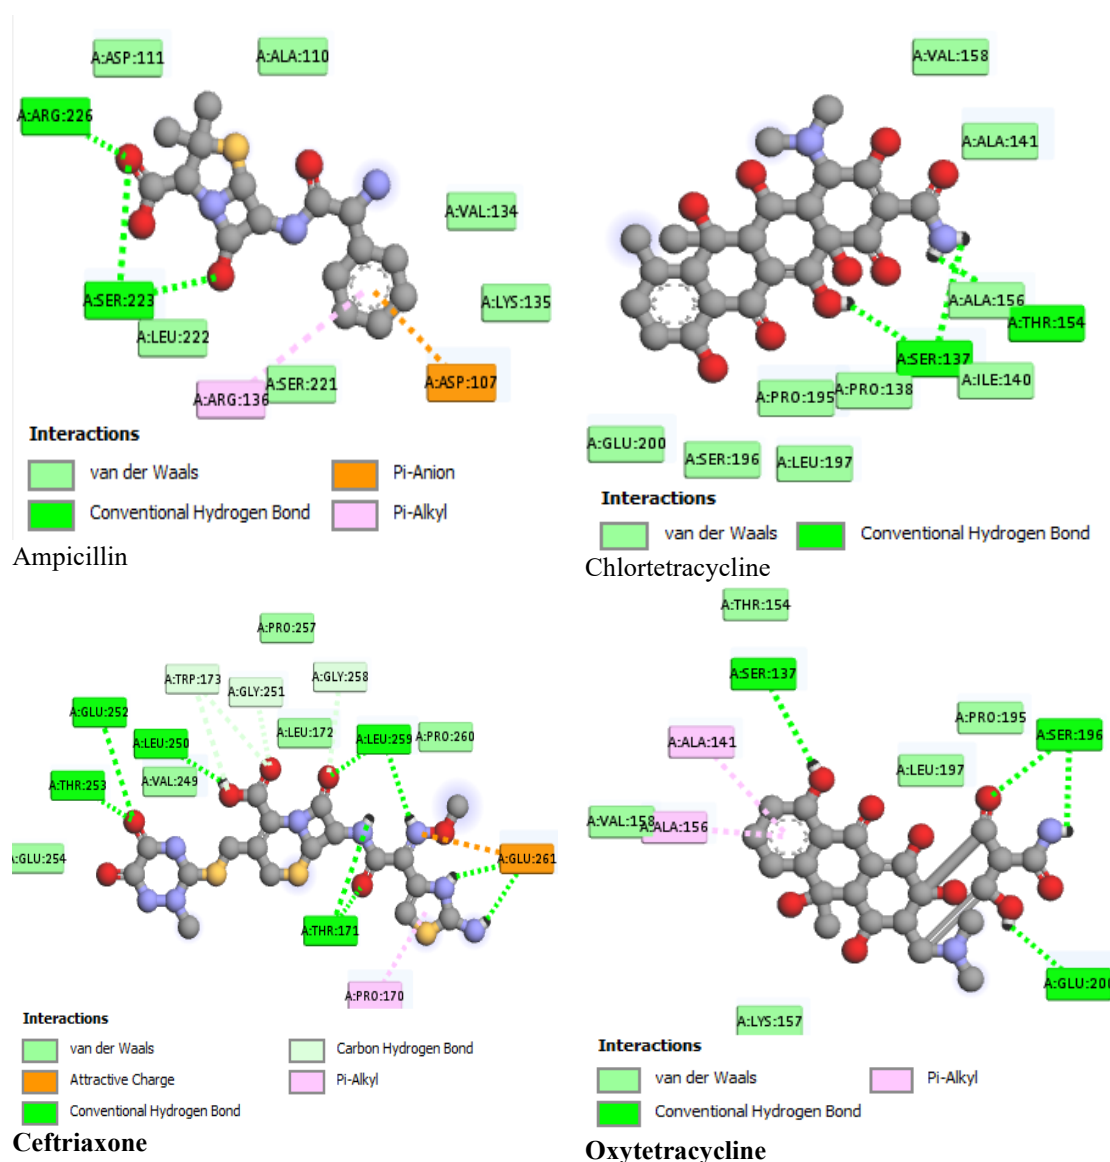 A:ASP:111
A:ALA:110
A:ARG:226
A:VAL:134
A:SER:223
A:LYS:135
A:LEU:222
A:SER:221
A:ARG:136
A:ASP:107
Interactions
van der Waals
Pi-Anion
Conventional Hydrogen Bond
Pi-Alkyl
Ampicillin
A:VAL:158
A:ALA:141
A:ALA:156
A:THR:154
A:SER:137
A:ILE:140
A:PRO:138
A:PRO:195
A:GLU:200
A:SER:196
A:LEU:197
Interactions
van der Waals
Conventional Hydrogen Bond
Chlortetracycline
A:PRO:257
A:TRP:173
A:GLY:251
A:GLY:258
A:GLU:252
A:LEU:250
A:LEU:172
A:LEU:259
A:PRO:260
A:THR:253
A:VAL:249
A:GLU:254
A:GLU:261
A:THR:171
A:PRO:170
Interactions
van der Waals
Carbon Hydrogen Bond
Attractive Charge
Pi-Alkyl
Conventional Hydrogen Bond
Ceftriaxone
A:THR:154
A:SER:137
A:PRO:195
A:SER:196
A:ALA:141
A:LEU:197
A:VAL:158
A:ALA:156
A:GLU:200
A:LYS:157
Interactions
van der Waals
Pi-Alkyl
Conventional Hydrogen Bond
Oxytetracycline